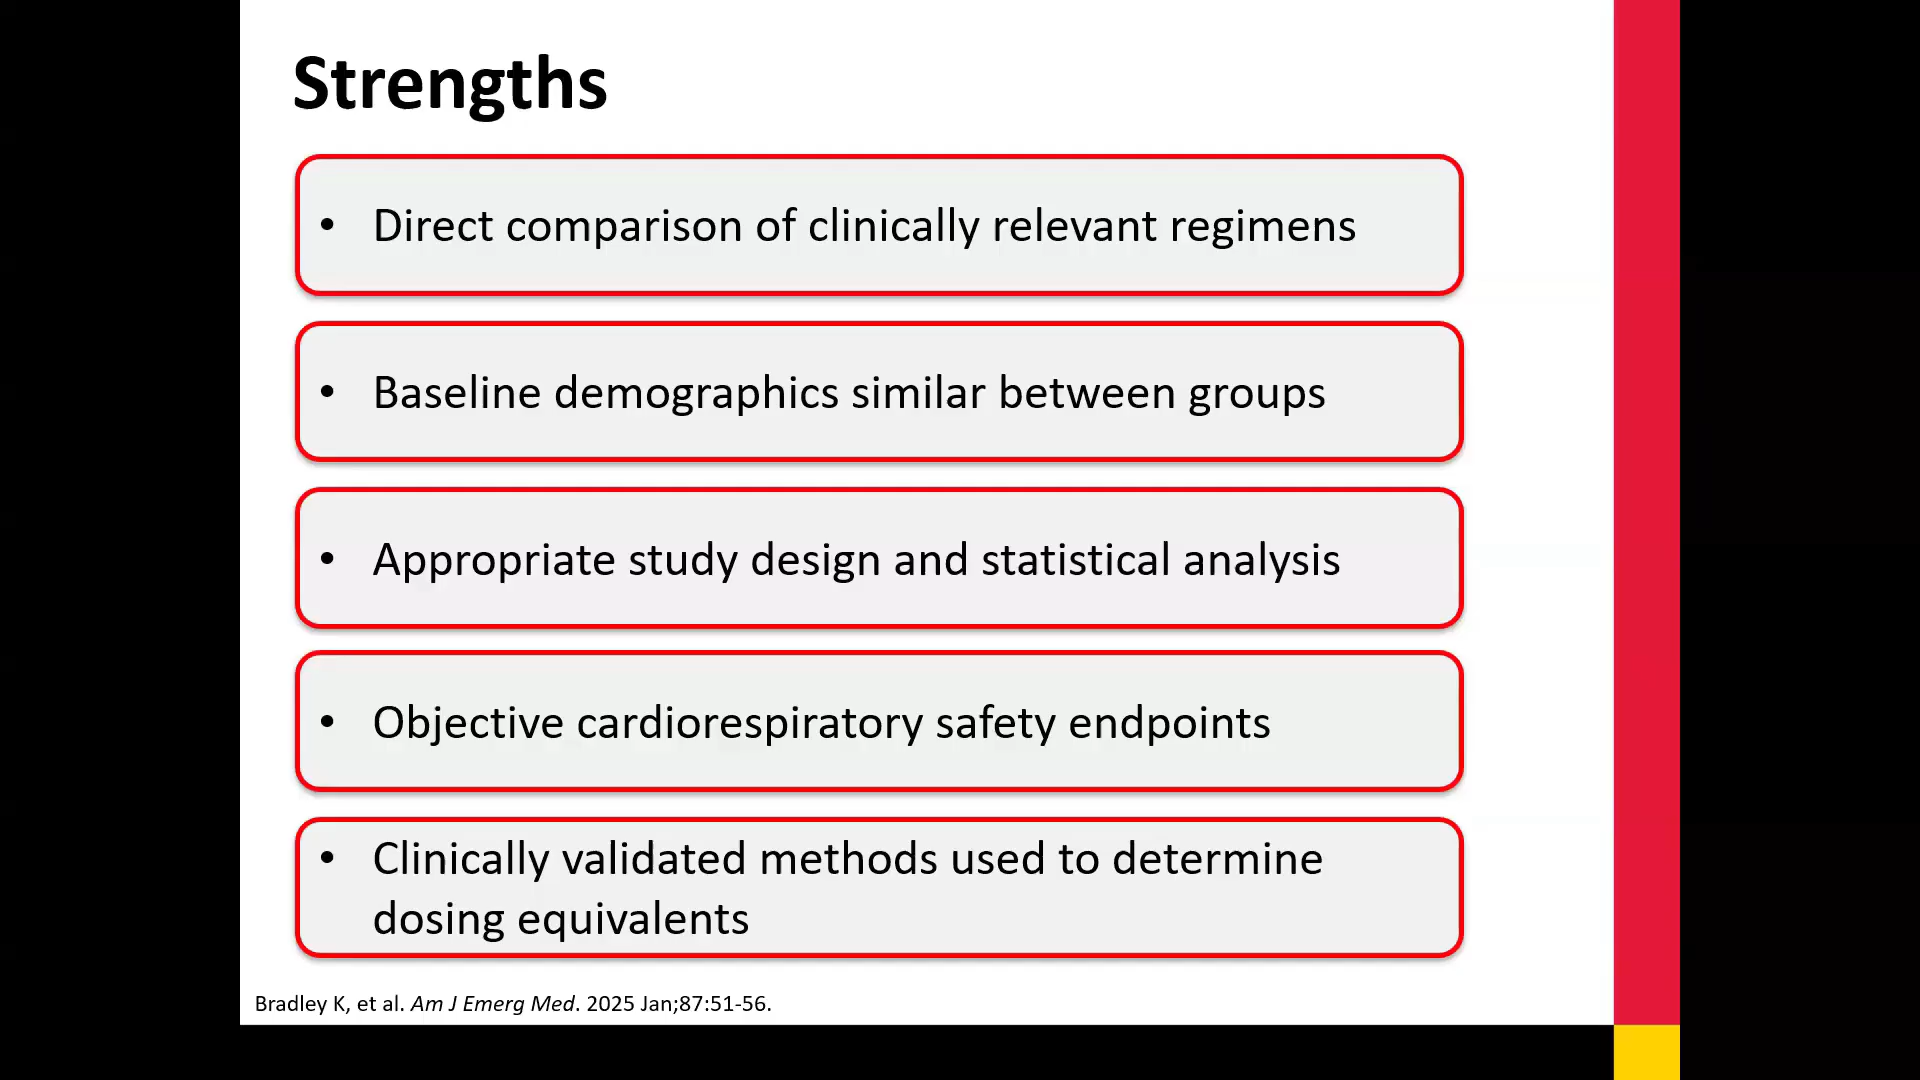 Strengths
• Direct comparison of clinically relevant regimens
• Baseline demographics similar between groups
• Appropriate study design and statistical analysis
• Objective cardiorespiratory safety endpoints
• Clinically validated methods used to determine
dosing equivalents
Bradley K, et al. Am J Emerg Med. 2025 Jan;87:51-56.